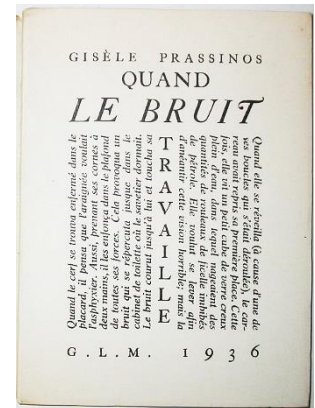 GISÈLE PRASSINOS
QUAND
LE BRUIT
Quand le cerf se trouva enfermé dans le
placard, il pensa que l'araignée voulait
l'asphyxier. Aussi, prenant ses cornes à
deux mains, il les enfonça dans le plafond
de toutes ses forces. Cela provoqua un
bruit qui se répercuta jusque dans le
cabinet de toilette où le savetier dormait.
Le bruit courut jusqu'à lui et toucha sa
TRAVAILLE
Quand elle se réveilla (à cause d'une de
ses boucles qui s'était déroulée), le car-
reau avait repris sa première place. Cette
fois, elle vit un petit cube de verre creux
plein d'eau, dans lequel nageaient des
quantités de rouleaux de ficelle imbibés
de pétrole. Elle voulut se lever afin
d'anéantir cette vision horrible; mais la
G. L. M. 1936